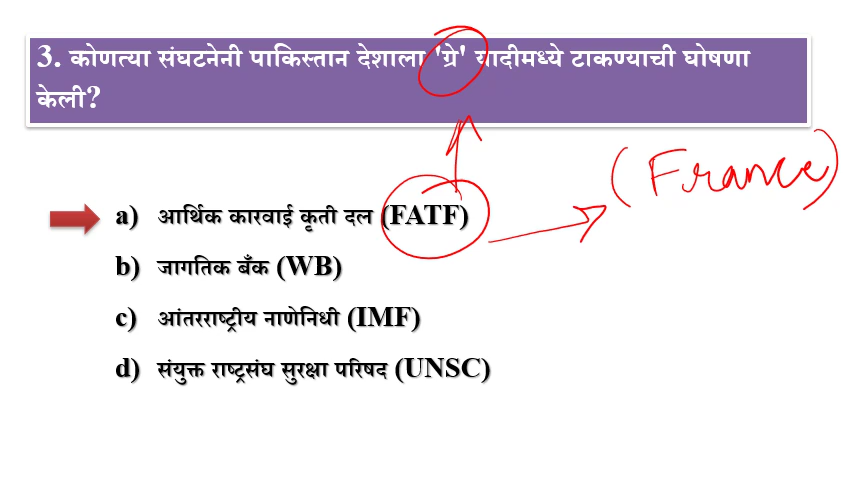 3. कोणत्या संघटनेनी पाकिस्तान देशाला 'ग्रे' यादीमध्ये टाकण्याची घोषणा
केली?
(France)
a) आर्थिक कारवाई कृती दल (FATF)
b) जागतिक बँक (WB)
c) आंतरराष्ट्रीय नाणेनिधी (IMF)
d) संयुक्त राष्ट्रसंघ सुरक्षा परिषद (UNSC)